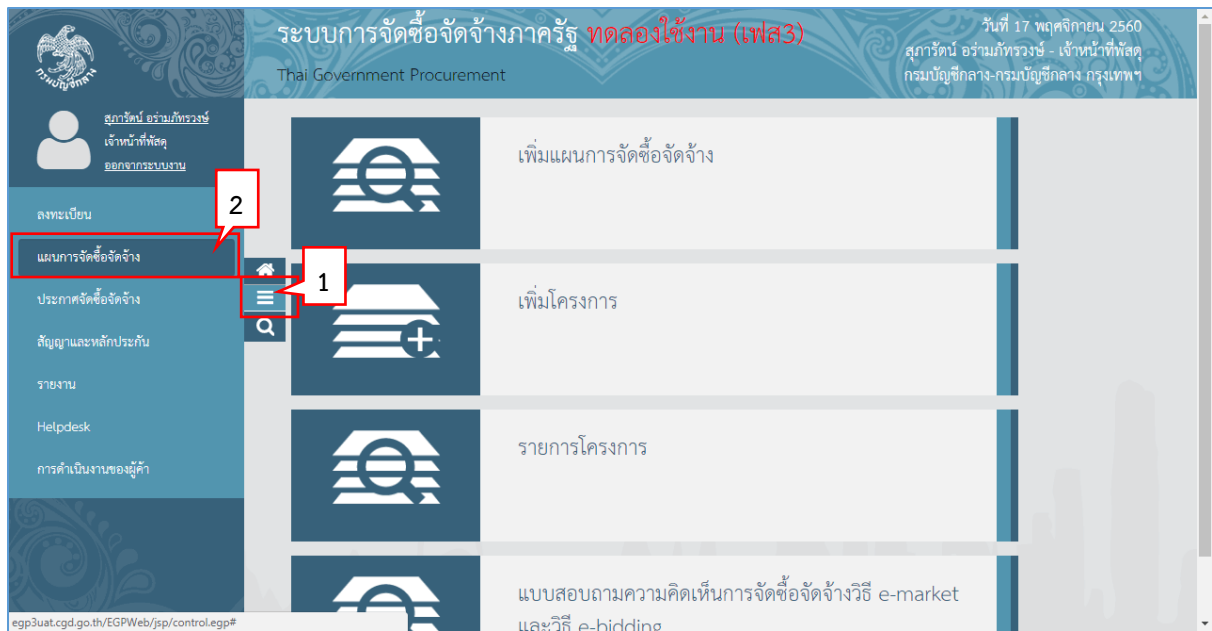 ระบบการจัดซื้อจัดจ้างภาครัฐ ทดลองใช้งาน (เฟส3)
Thai Government Procurement
วันที่ 17 พฤศจิกายน 2560
สุภารัตน์ อร่ามภัทรวงษ์ - เจ้าหน้าที่พัสดุ
กรมบัญชีกลาง-กรมบัญชีกลาง กรุงเทพฯ
กรมบัญชีกลาง
สุภารัตน์ อร่ามภัทรวงษ์
เจ้าหน้าที่พัสดุ
ออกจากระบบงาน
ลงทะเบียน
2
แผนการจัดซื้อจัดจ้าง
ประกาศจัดซื้อจัดจ้าง
1
สัญญาและหลักประกัน
รายงาน
Helpdesk
การดำเนินงานของผู้ค้า
เพิ่มแผนการจัดซื้อจัดจ้าง
เพิ่มโครงการ
รายการโครงการ
แบบสอบถามความคิดเห็นการจัดซื้อจัดจ้างวิธี e-market
และวิธี e-bidding
egp3uat.cgd.go.th/EGPWeb/jsp/control.egp#